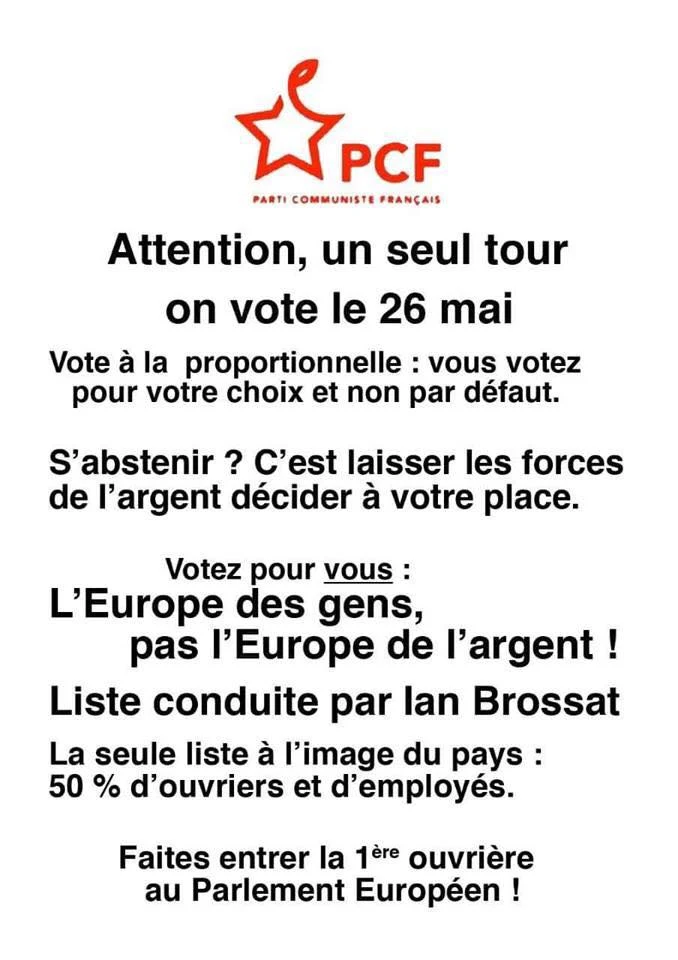 PCF
PARTI COMMUNISTE FRANÇAIS
Attention, un seul tour
on vote le 26 mai
Vote à la proportionnelle : vous votez
pour votre choix et non par défaut.
S’abstenir ? C’est laisser les forces
de l’argent décider à votre place.
Votez pour vous :
L’Europe des gens,
pas l’Europe de l’argent !
Liste conduite par Ian Brossat
La seule liste à l’image du pays :
50 % d’ouvriers et d’employés.
Faites entrer la 1ère ouvrière
au Parlement Européen !